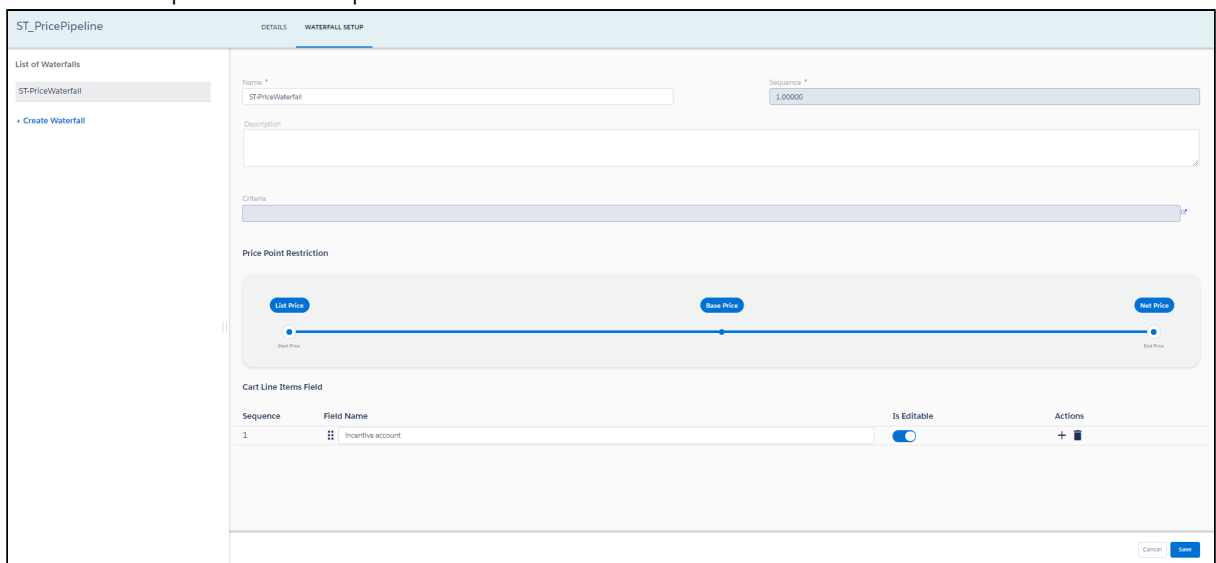 ST_PricePipeline DETAILS WATERFALL SETUP
List of Waterfalls
ST-PriceWaterfall
+ Create Waterfall
Name * Sequence *
ST-PriceWaterfall 1.00000
Description
Criteria
Price Point Restriction
List Price Base Price Net Price
Start Price End Price
Cart Line Items Field
Sequence Field Name Is Editable Actions
1 Incentive account
Cancel Save